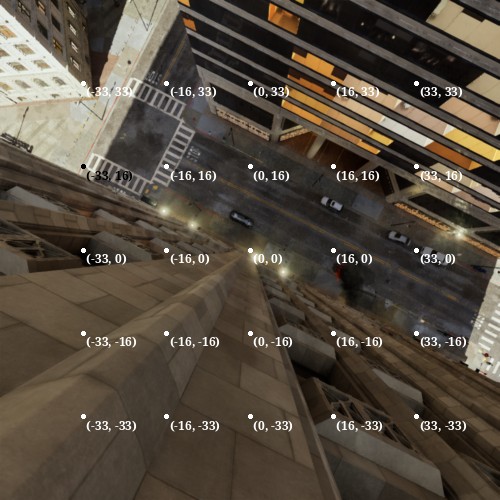 (-33, 33) (-16, 33) (0, 33) (16, 33) (33, 33)
(-33, 16) (-16, 16) (0, 16) (16, 16) (33, 16)
(-33, 0) (-16, 0) (0, 0) (16, 0) (33, 0)
(-33, -16) (-16, -16) (0, -16) (16, -16) (33, -16)
(-33, -33) (-16, -33) (0, -33) (16, -33) (33, -33)